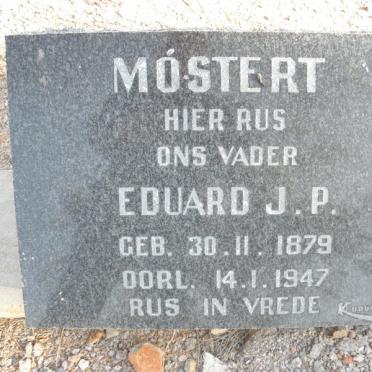 MÓSTERT
HIER RUS
ONS VADER
EDUARD J.P.
GEB. 30.11.1879
OORL. 14.1.1947
RUS IN VREDE